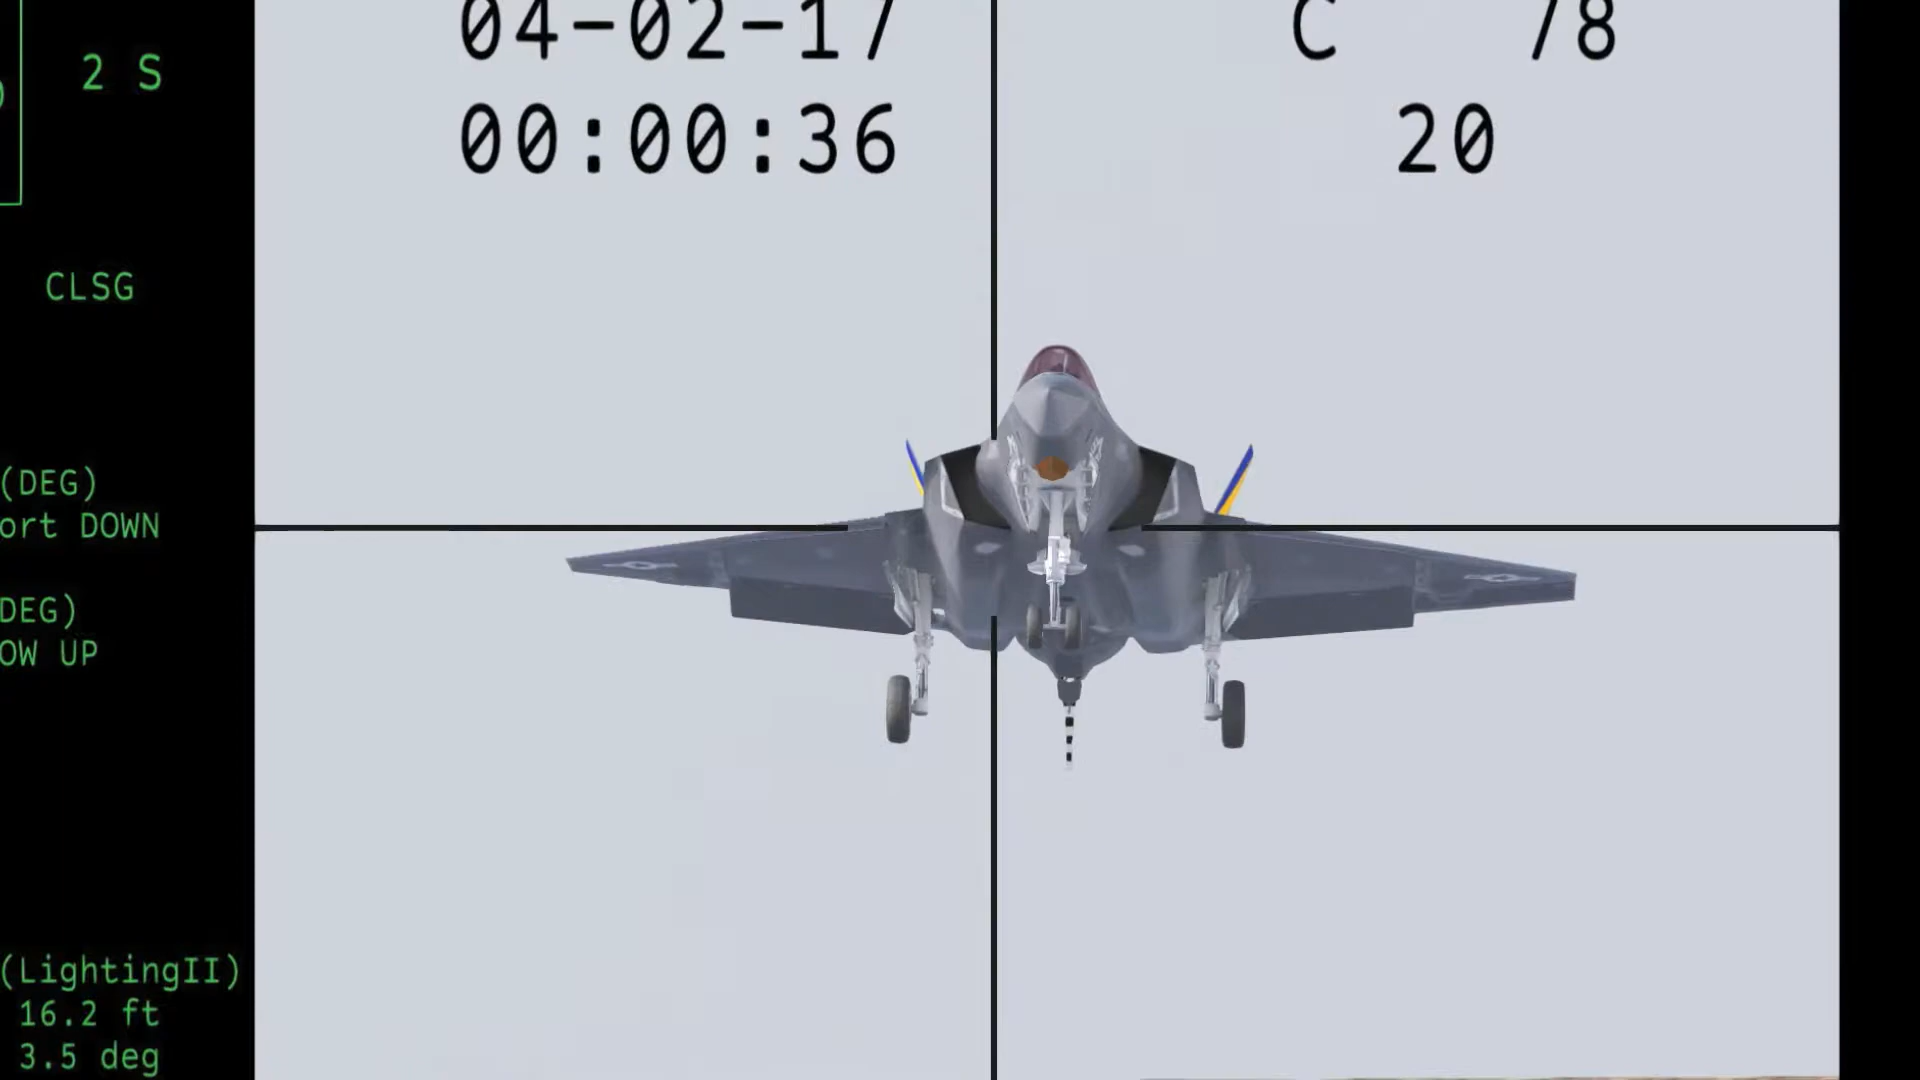 04-02-17
C 78
2 S
00:00:36
20
CLSG
(DEG)
ort DOWN
DEG)
OW UP
(LightingII)
16.2 ft
3.5 deg